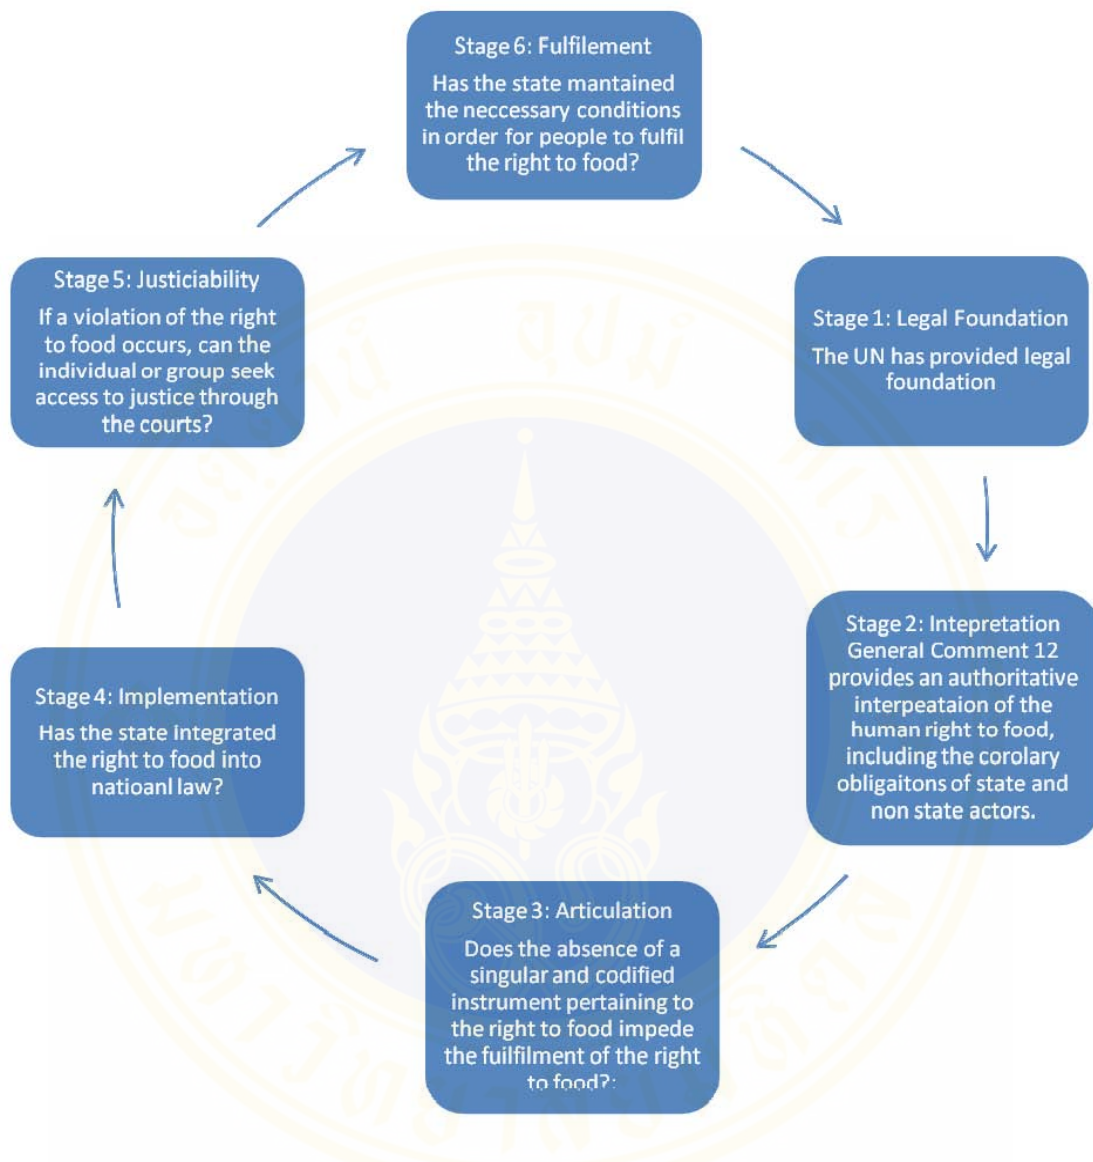 Stage 6: Fulfilement
Has the state mantained
the neccessary conditions
in order for people to fulfil
the right to food?
Stage 1: Legal Foundation
The UN has provided legal
foundation
Stage 2: Intepretation
General Comment 12
provides an authoritative
interpeataion of the
human right to food,
including the corolary
obligaitons of state and
non state actors.
Stage 3: Articulation
Does the absence of a
singular and codified
instrument pertaining to
the right to food impede
the fuilfilment of the right
to food?:
Stage 4: Implementation
Has the state integrated
the right to food into
natioanl law?
Stage 5: Justiciability
If a violation of the right
to food occurs, can the
individual or group seek
access to justice through
the courts?